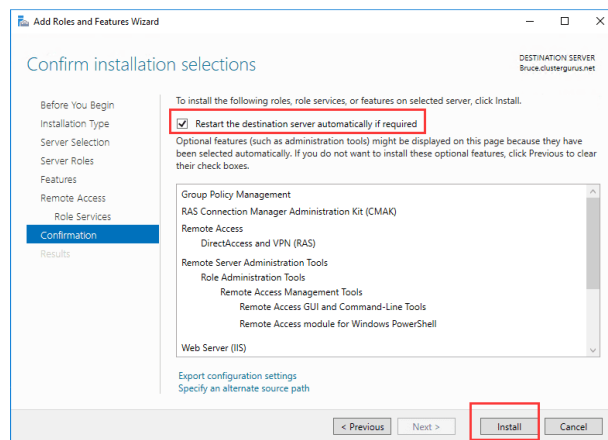 Add Roles and Features Wizard
Confirm installation selections
DESTINATION SERVER
Bruce.clustergurus.net
Before You Begin
Installation Type
Server Selection
Server Roles
Features
Remote Access
Role Services
Confirmation
Results
To install the following roles, role services, or features on selected server, click Install.
Restart the destination server automatically if required
Optional features (such as administration tools) might be displayed on this page because they have
been selected automatically. If you do not want to install these optional features, click Previous to clear
their check boxes.
Group Policy Management
RAS Connection Manager Administration Kit (CMAK)
Remote Access
DirectAccess and VPN (RAS)
Remote Server Administration Tools
Role Administration Tools
Remote Access Management Tools
Remote Access GUI and Command-Line Tools
Remote Access module for Windows PowerShell
Web Server (IIS)
Export configuration settings
Specify an alternate source path
< Previous
Next >
Install
Cancel